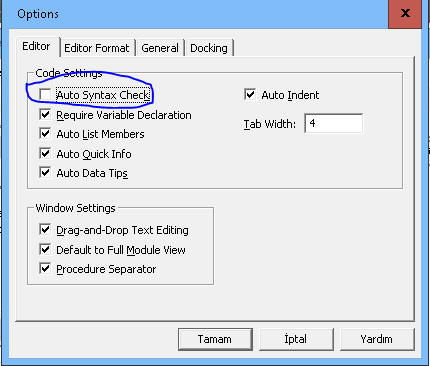 Options
X
Editor Editor Format General Docking
Code Settings
Auto Syntax Check Auto Indent
Require Variable Declaration Tab Width: 4
Auto List Members
Auto Quick Info
Auto Data Tips
Window Settings
Drag-and-Drop Text Editing
Default to Full Module View
Procedure Separator
Tamam İptal Yardım